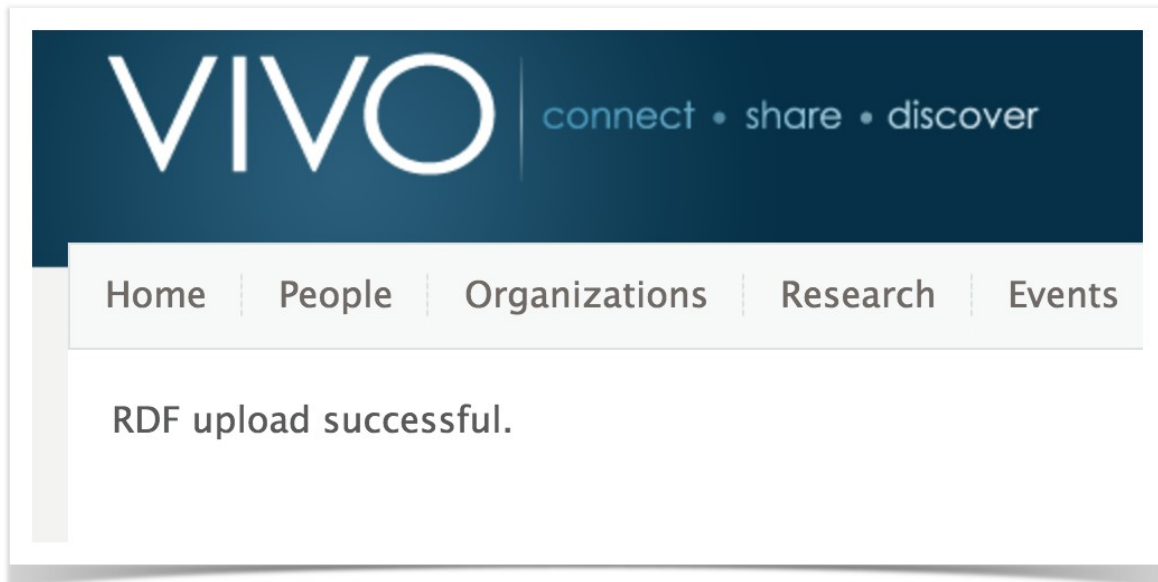 VIVO connect • share • discover
Home People Organizations Research Events
RDF upload successful.